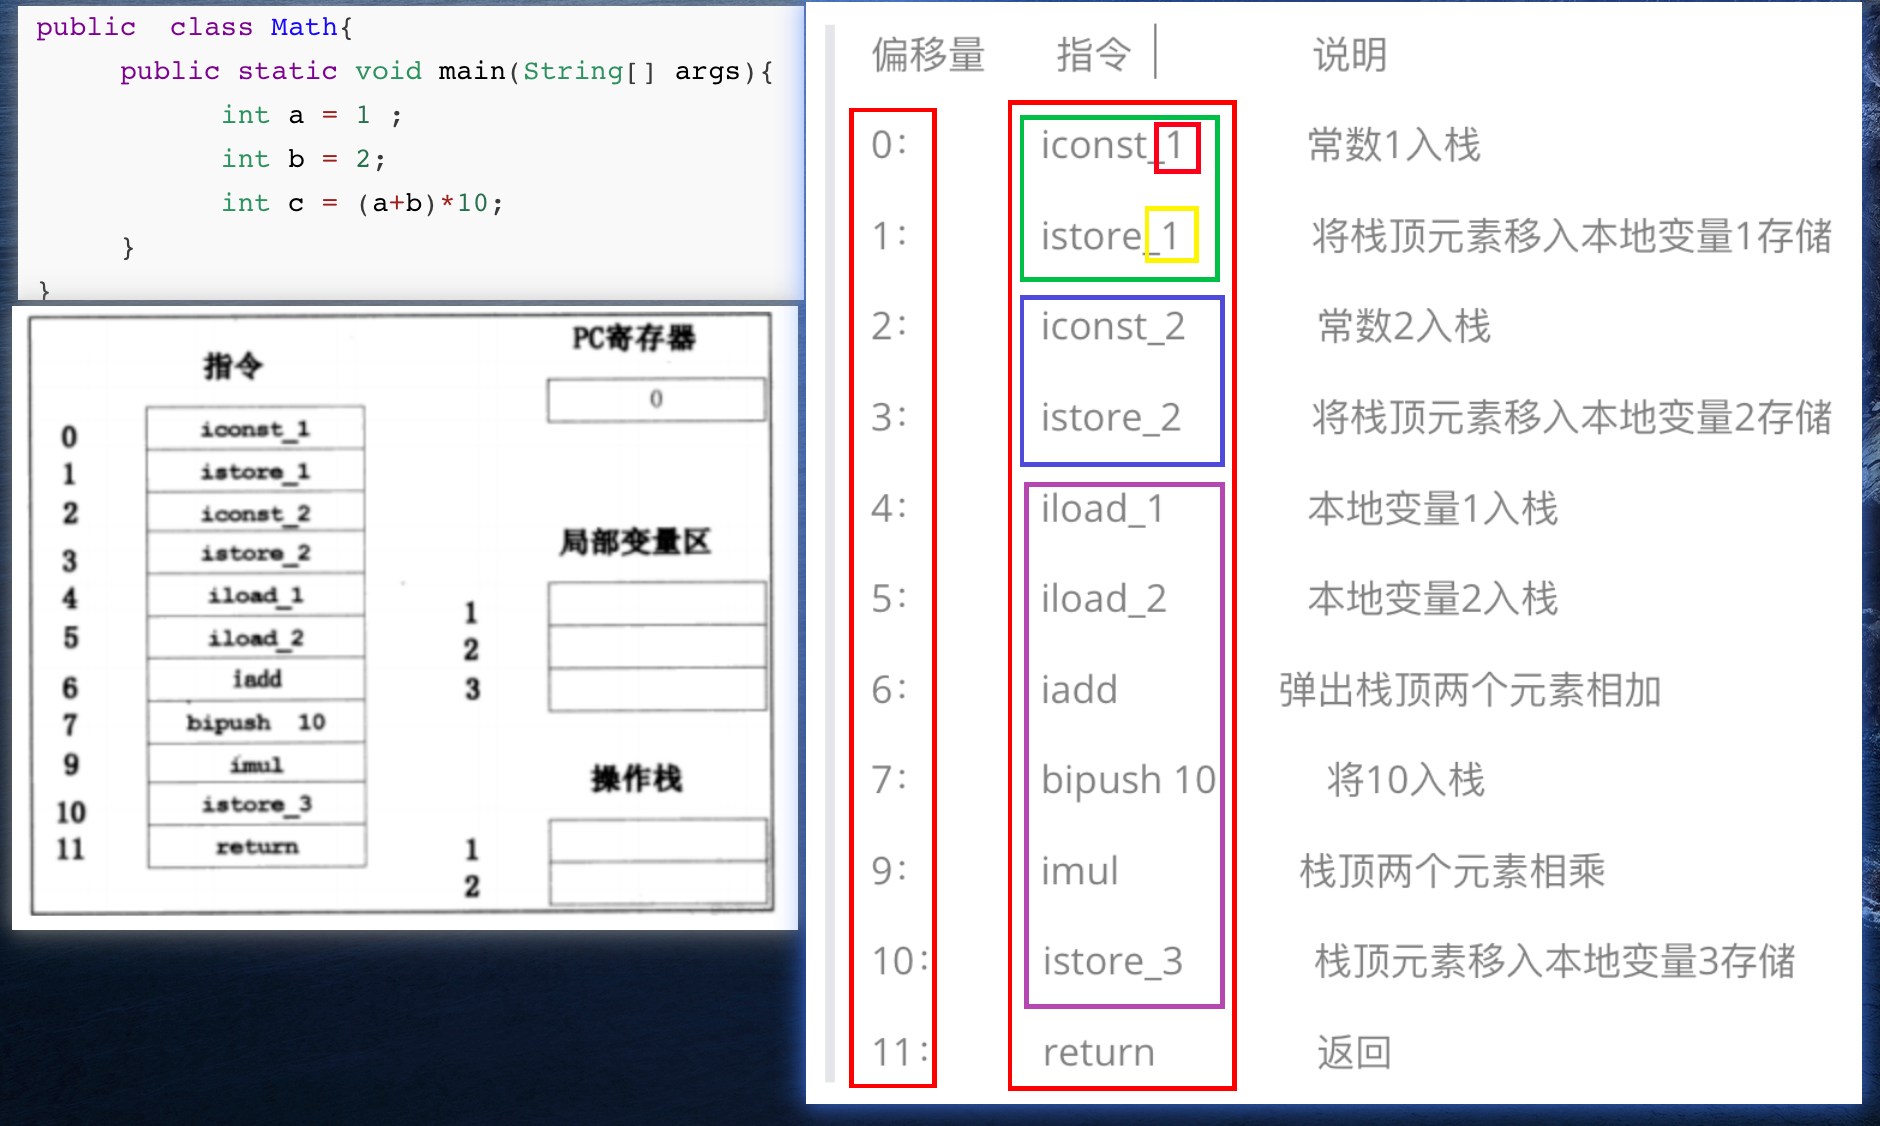 public  class Math{
public static void main(String[] args){
int a = 1 ;
int b = 2;
int c = (a+b)*10;
}
}
指令
0 iconst_1
1 istore_1
2 iconst_2
3 istore_2
4 iload_1
5 iload_2
6 iadd
7 bipush 10
9 imul
10 istore_3
11 return
PC寄存器
0
局部变量区
1
2
3
操作栈
1
2
偏移量 指令 说明
0: iconst_1 常数1入栈
1: istore_1 将栈顶元素移入本地变量1存储
2: iconst_2 常数2入栈
3: istore_2 将栈顶元素移入本地变量2存储
4: iload_1 本地变量1入栈
5: iload_2 本地变量2入栈
6: iadd 弹出栈顶两个元素相加
7: bipush 10 将10入栈
9: imul 栈顶两个元素相乘
10: istore_3 栈顶元素移入本地变量3存储
11: return 返回